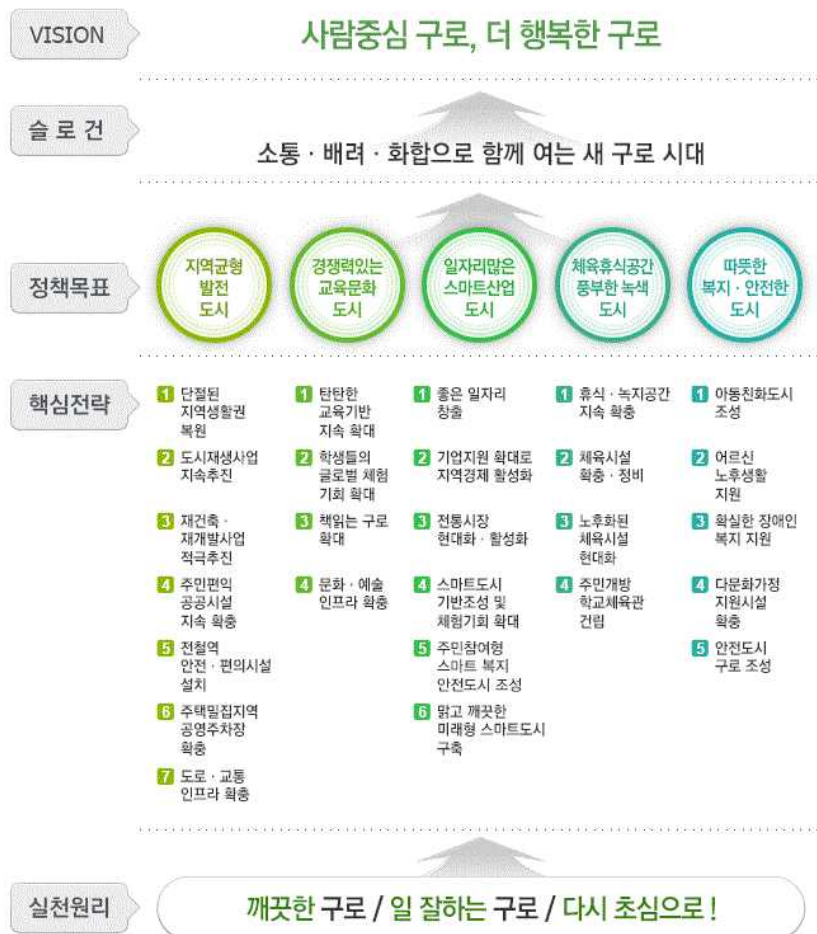 VISION
사람중심 구로, 더 행복한 구로
슬 로 건
소통 · 배려 · 화합으로 함께 여는 새 구로 시대
정책목표
지역균형
발전
도시
경쟁력있는
교육문화
도시
일자리많은
스마트산업
도시
체육휴식공간
풍부한 녹색
도시
따뜻한
복지 · 안전한
도시
핵심전략
1 단절된
지역생활권
복원
2 도시재생사업
지속추진
3 재건축 ·
재개발사업
적극추진
4 주민편익
공공시설
지속 확충
5 전철역
안전 · 편의시설
설치
6 주택밀집지역
공영주차장
확충
7 도로 · 교통
인프라 확충
1 탄탄한
교육기반
지속 확대
2 학생들의
글로벌 체험
기회 확대
3 책읽는 구로
확대
4 문화 · 예술
인프라 확충
1 좋은 일자리
창출
2 기업지원 확대로
지역경제 활성화
3 전통시장
현대화 · 활성화
4 스마트도시
기반조성 및
체험기회 확대
5 주민참여형
스마트 복지
안전도시 조성
6 맑고 깨끗한
미래형 스마트도시
구축
1 휴식 · 녹지공간
지속 확충
2 체육시설
확충 · 정비
3 노후화된
체육시설
현대화
4 주민개방
학교체육관
건립
1 아동친화도시
조성
2 어르신
노후생활
지원
3 확실한 장애인
복지 지원
4 다문화가정
지원시설
확충
5 안전도시
구로 조성
실천원리
깨끗한 구로 / 일 잘하는 구로 / 다시 초심으로 !